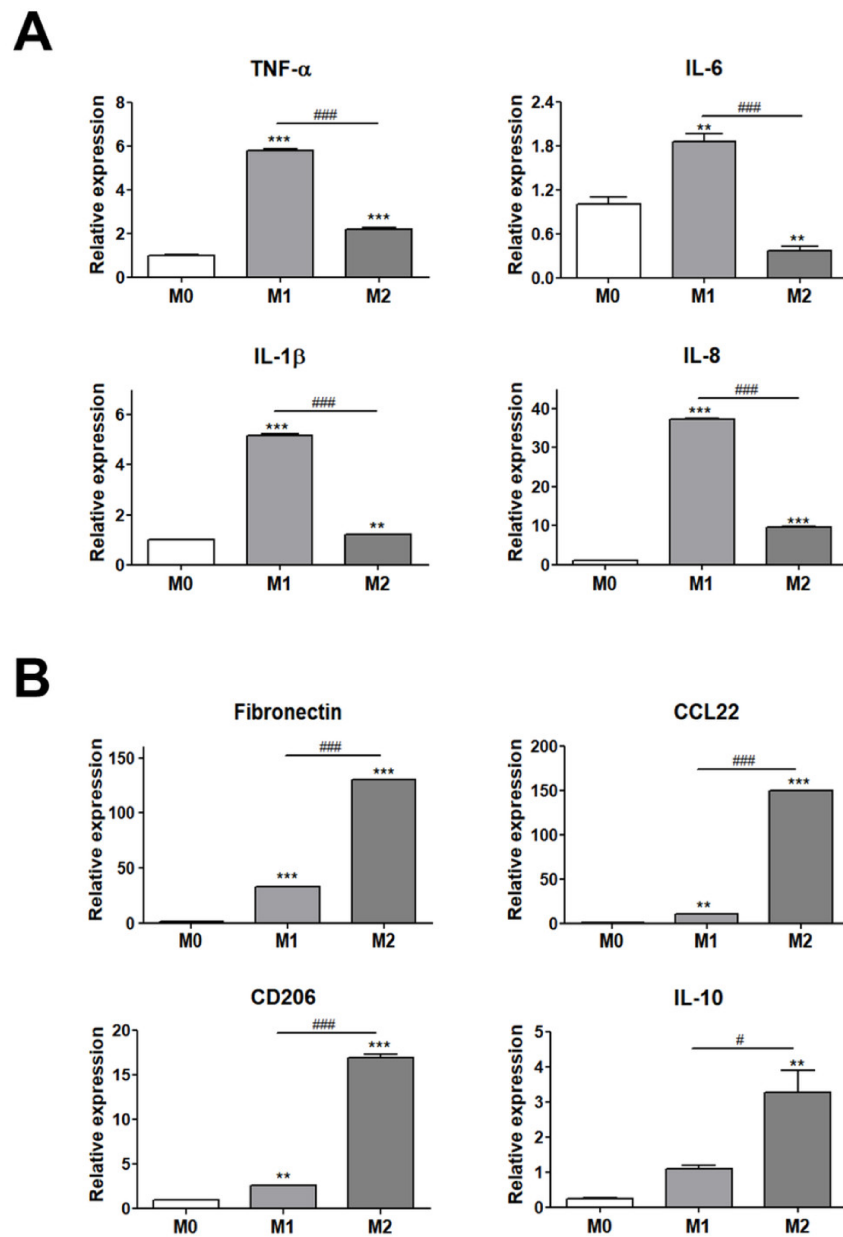 A
TNF-α
Relative expression
8
6
4
2
0
***
###
***
M0 M1 M2
IL-6
Relative expression
2.4
1.8
1.2
0.6
0.0
**
###
**
M0 M1 M2
IL-1β
Relative expression
6
4
2
0
***
###
**
M0 M1 M2
IL-8
Relative expression
40
30
20
10
0
***
###
***
M0 M1 M2
B
Fibronectin
Relative expression
150
100
50
0
***
###
***
M0 M1 M2
CCL22
Relative expression
200
150
100
50
0
**
###
***
M0 M1 M2
CD206
Relative expression
20
15
10
5
0
**
###
***
M0 M1 M2
IL-10
Relative expression
5
4
3
2
1
0
#
**
M0 M1 M2